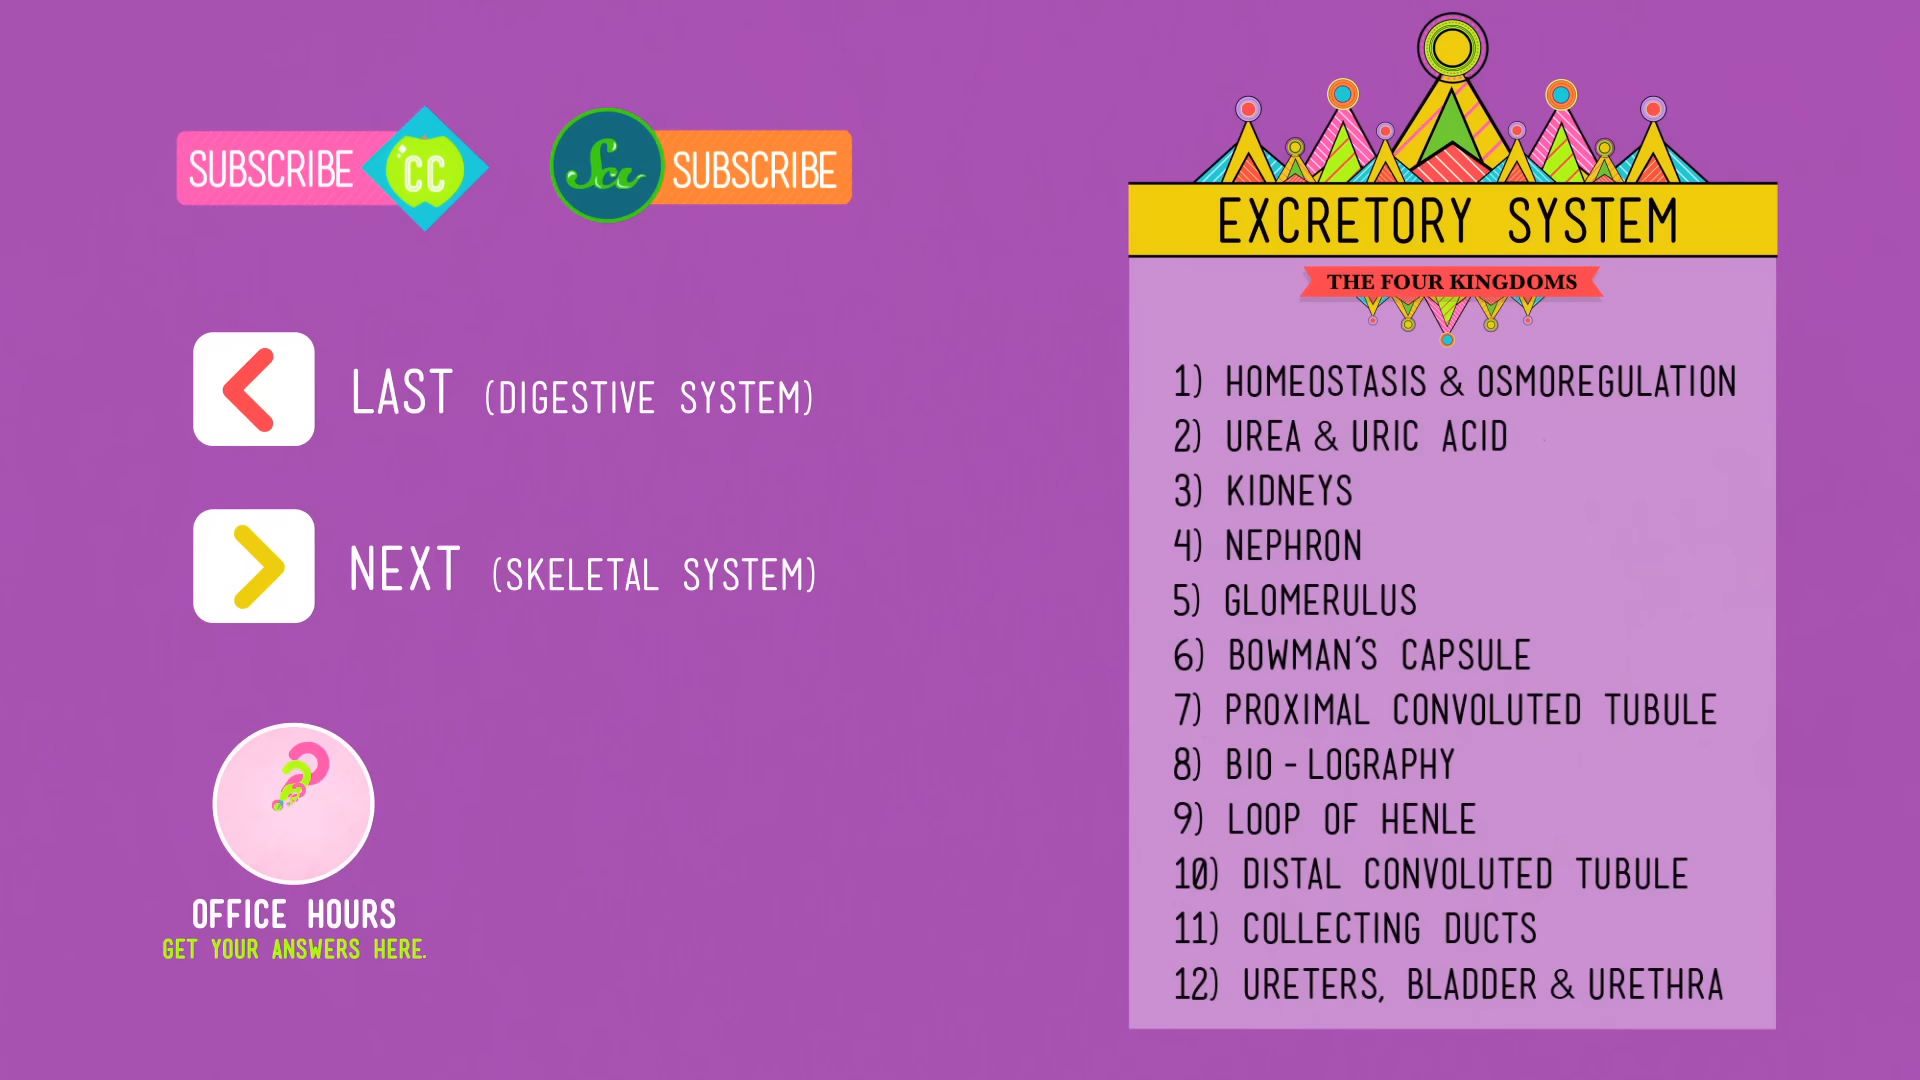 SUBSCRIBE CC
Sci SUBSCRIBE
LAST (DIGESTIVE SYSTEM)
NEXT (SKELETAL SYSTEM)
OFFICE HOURS
GET YOUR ANSWERS HERE.
EXCRETORY SYSTEM
THE FOUR KINGDOMS
1) HOMEOSTASIS & OSMOREGULATION
2) UREA & URIC ACID
3) KIDNEYS
4) NEPHRON
5) GLOMERULUS
6) BOWMAN'S CAPSULE
7) PROXIMAL CONVOLUTED TUBULE
8) BIO-LOGRAPHY
9) LOOP OF HENLE
10) DISTAL CONVOLUTED TUBULE
11) COLLECTING DUCTS
12) URETERS, BLADDER & URETHRA